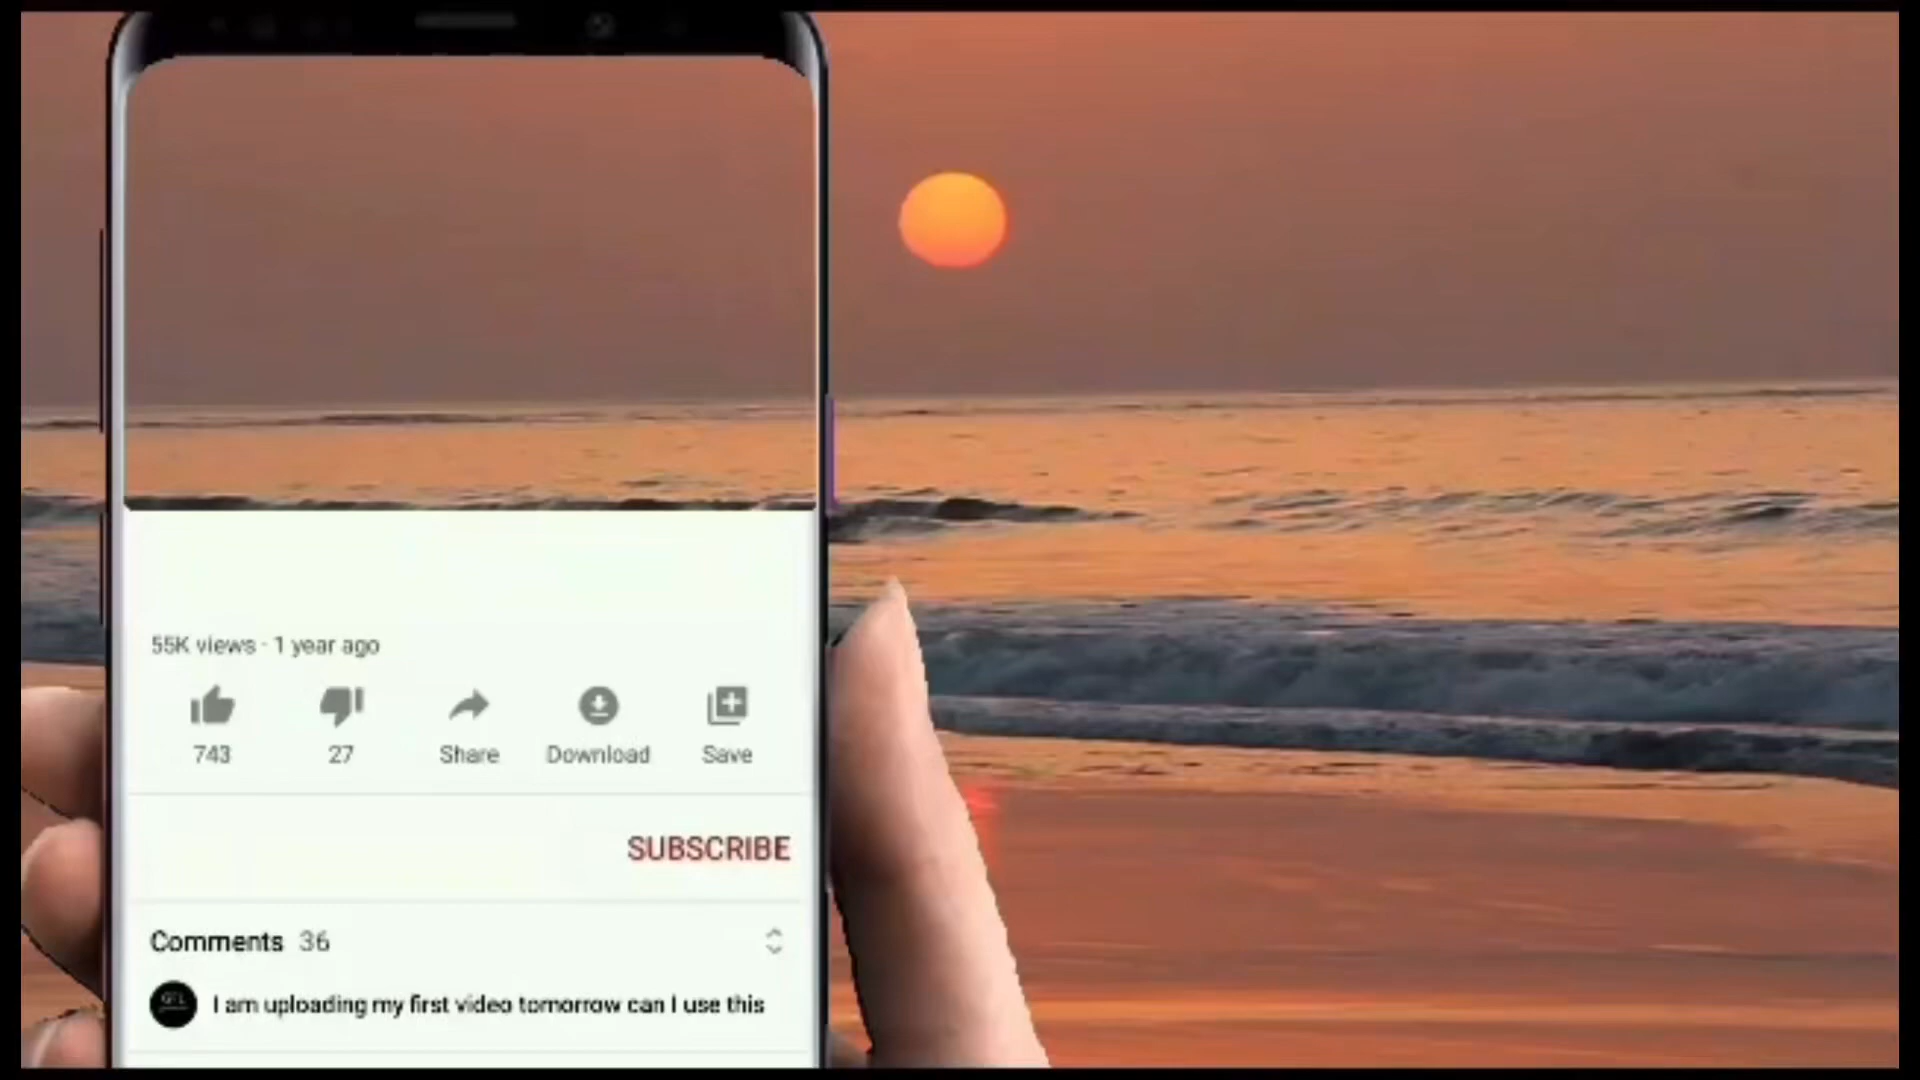 55K views · 1 year ago
743 27 Share Download Save
SUBSCRIBE
Comments 36
I am uploading my first video tomorrow can I use this